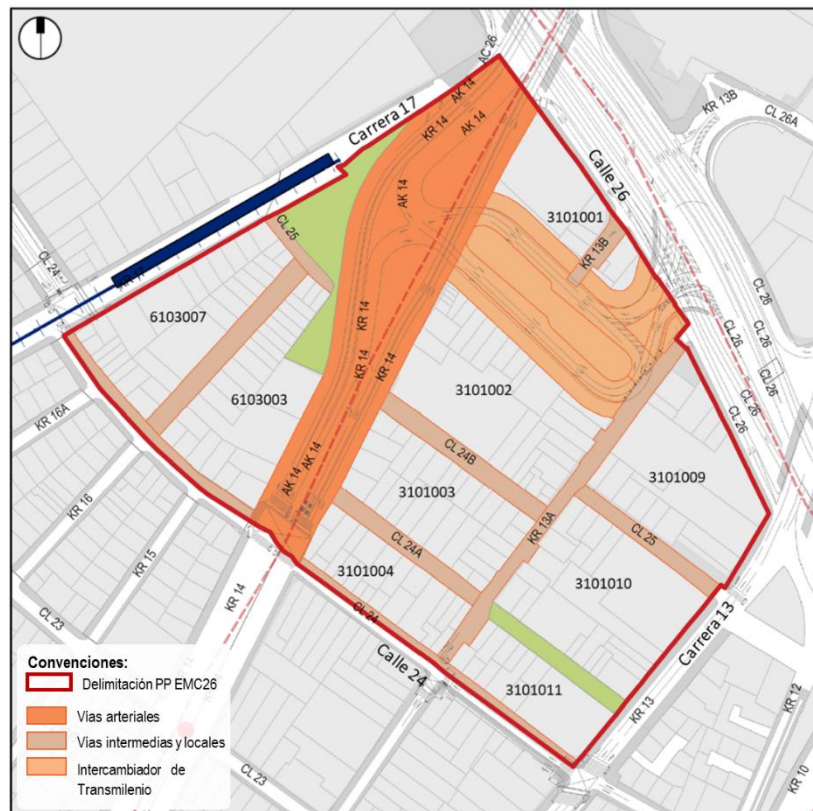 AC 26
AK 14
Carrera 17
KR 14
AK 14
KR 13B
CL 26A
Calle 26
3101001
AK 14
KR 13B
CL 25
CL 24
CL 26
CL 26
CL 26
CL 26
CL 26
KR 14
KR 14
6103007
KR 14
3101002
CL 26
6103003
KR 16A
CL 24B
3101009
AK 14
AK 14
3101003
KR 13A
CL 25
KR 16
CL 24A
3101010
3101004
KR 15
KR 14
CL 24
Carrera 13
CL 23
Calle 24
3101011
KR 13
KR 12
KR 10
CL 23
Convenciones:
Delimitación PP EMC26
Vías arteriales
Vías intermedias y locales
Intercambiador de
Transmilenio